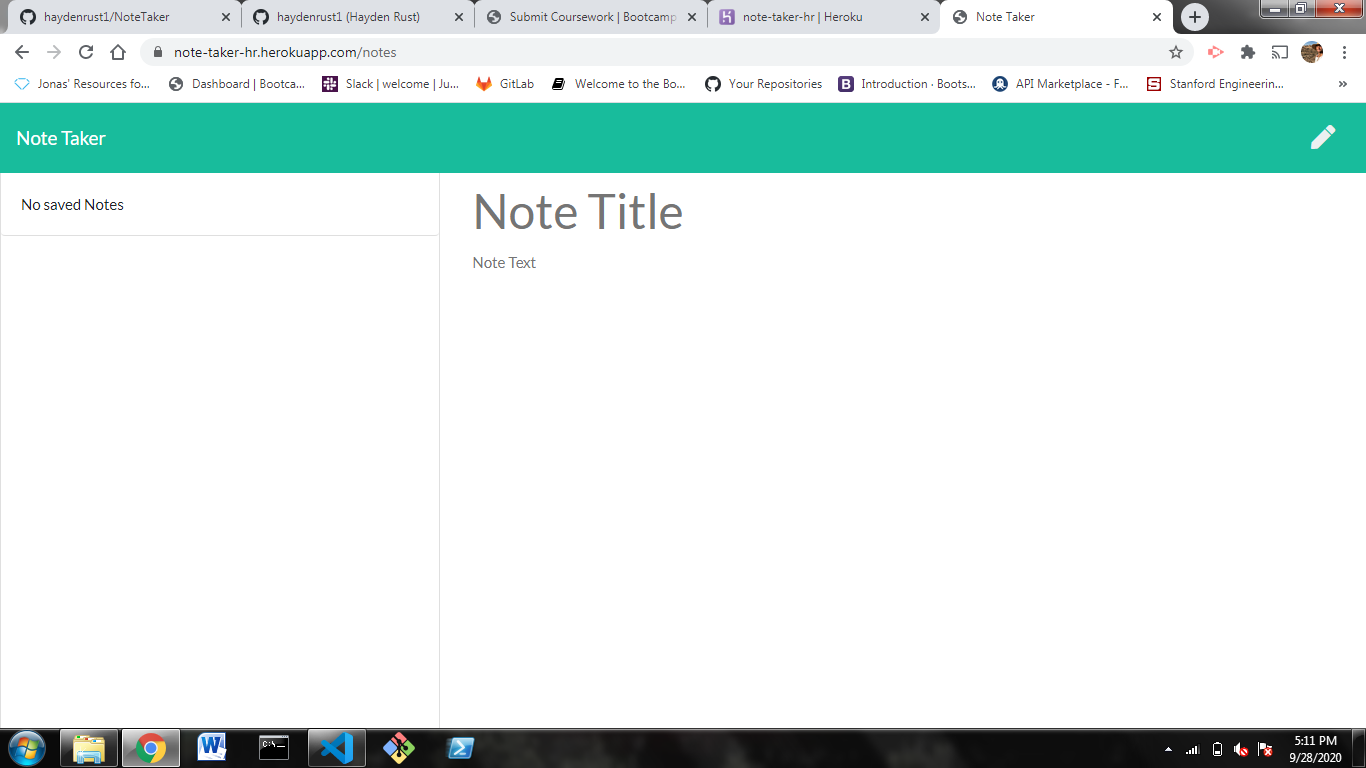 haydenrust1/NoteTaker
haydenrust1 (Hayden Rust)
Submit Coursework | Bootcamp
note-taker-hr | Heroku
Note Taker
note-taker-hr.herokuapp.com/notes
Jonas' Resources fo...
Dashboard | Bootca...
Slack | welcome | Ju...
GitLab
Welcome to the Bo...
Your Repositories
Introduction · Boots...
API Marketplace - F...
Stanford Engineerin...
Note Taker
No saved Notes
Note Title
Note Text
5:11 PM
9/28/2020